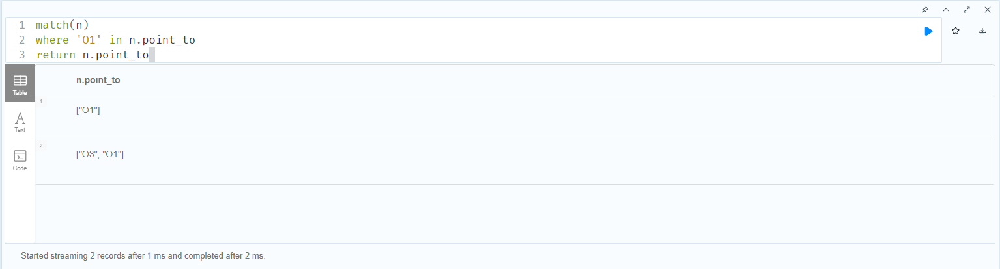 1 match(n)
2 where 'O1' in n.point_to
3 return n.point_to
Table
n.point_to
1
["O1"]
Text
2
["O3", "O1"]
Code
Started streaming 2 records after 1 ms and completed after 2 ms.